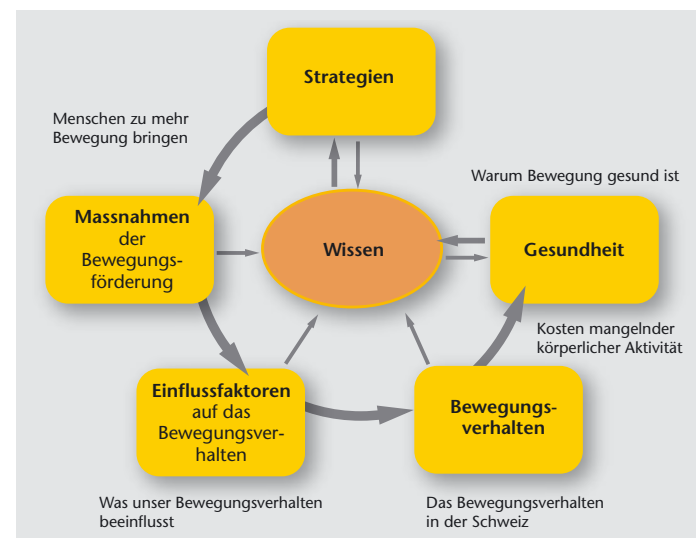 Strategien
Menschen zu mehr
Bewegung bringen
Warum Bewegung gesund ist
Massnahmen
der
Bewegungs-
förderung
Wissen
Gesundheit
Kosten mangelnder
körperlicher Aktivität
Einflussfaktoren
auf das
Bewegungsver-
halten
Bewegungs-
verhalten
Was unser Bewegungsverhalten
beeinflusst
Das Bewegungsverhalten
in der Schweiz